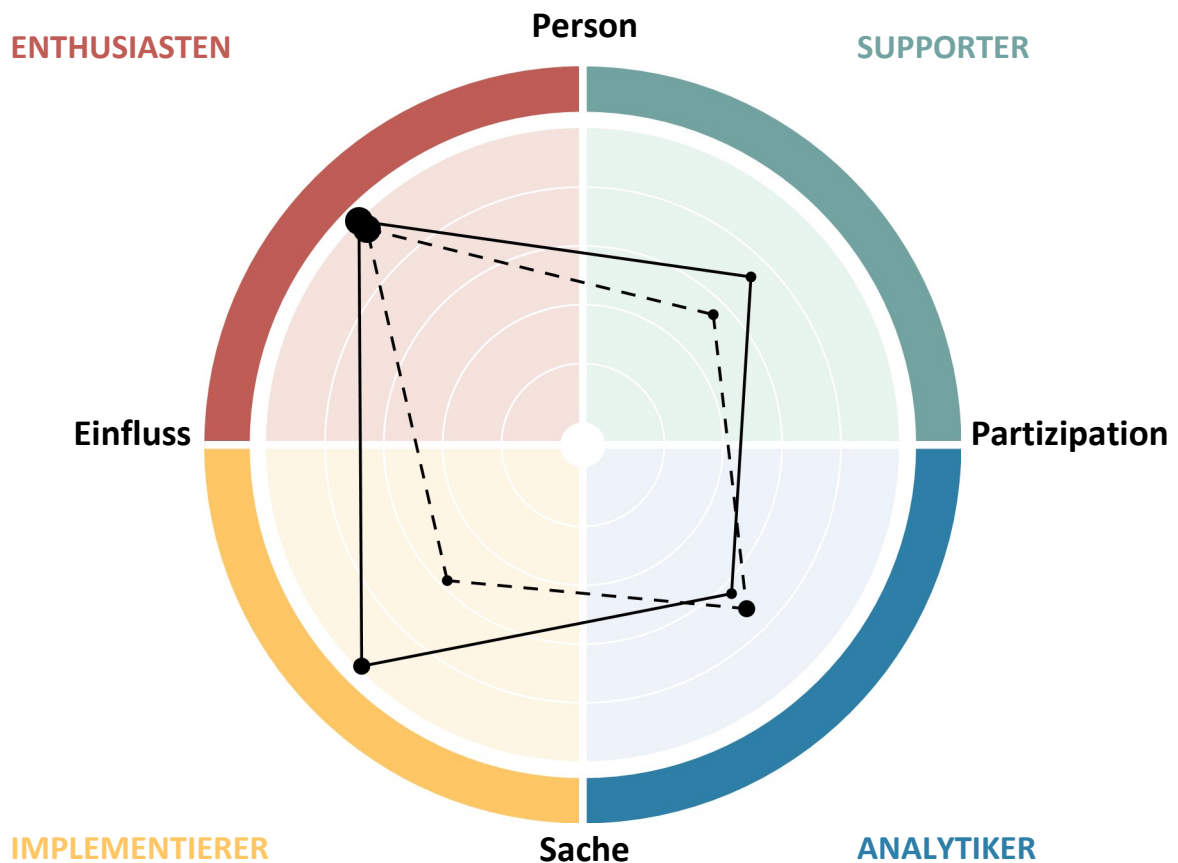 Person
ENTHUSIASTEN
SUPPORTER
Einfluss
Partizipation
IMPLEMENTIERER
Sache
ANALYTIKER